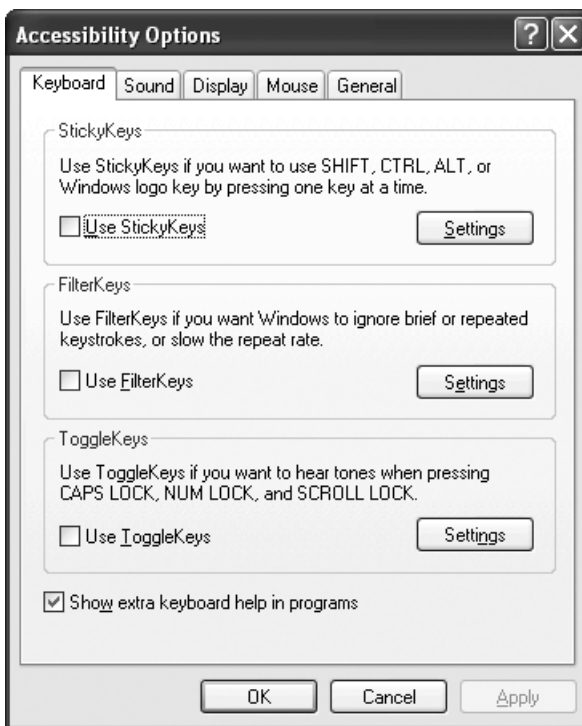 Accessibility Options
Keyboard Sound Display Mouse General
StickyKeys
Use StickyKeys if you want to use SHIFT, CTRL, ALT, or
Windows logo key by pressing one key at a time.
Use StickyKeys Settings
FilterKeys
Use FilterKeys if you want Windows to ignore brief or repeated
keystrokes, or slow the repeat rate.
Use FilterKeys Settings
ToggleKeys
Use ToggleKeys if you want to hear tones when pressing
CAPS LOCK, NUM LOCK, and SCROLL LOCK.
Use ToggleKeys Settings
Show extra keyboard help in programs
OK Cancel Apply